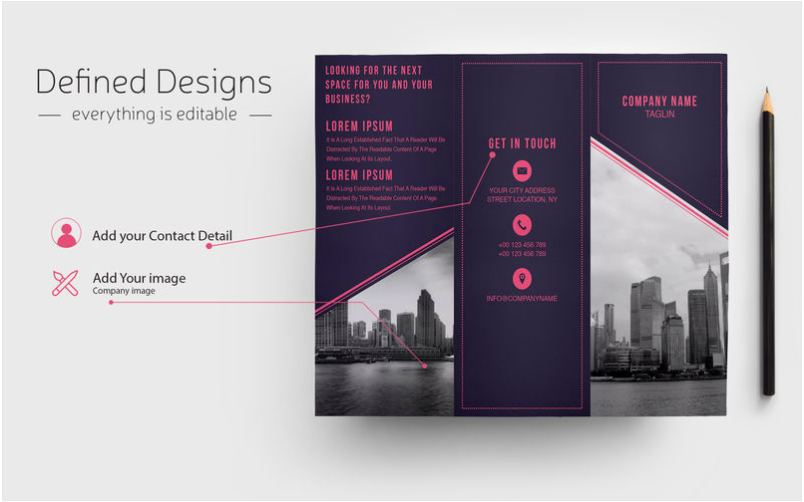 Defined Designs
everything is editable
Add your Contact Detail
Add Your image
Company image
LOOKING FOR THE NEXT
SPACE FOR YOU AND YOUR
BUSINESS?
LOREM IPSUM
It Is A Long Established Fact That A Reader Will Be
Distracted By The Readable Content Of A Page
When Looking At Its Layout.
LOREM IPSUM
It Is A Long Established Fact That A Reader Will Be
Distracted By The Readable Content Of A Page
When Looking At Its Layout.
GET IN TOUCH
YOUR CITY ADDRESS
STREET LOCATION, NY
+00 123 456 789
+00 123 456 789
INFO@COMPANYNAME
COMPANY NAME
TAGLIN